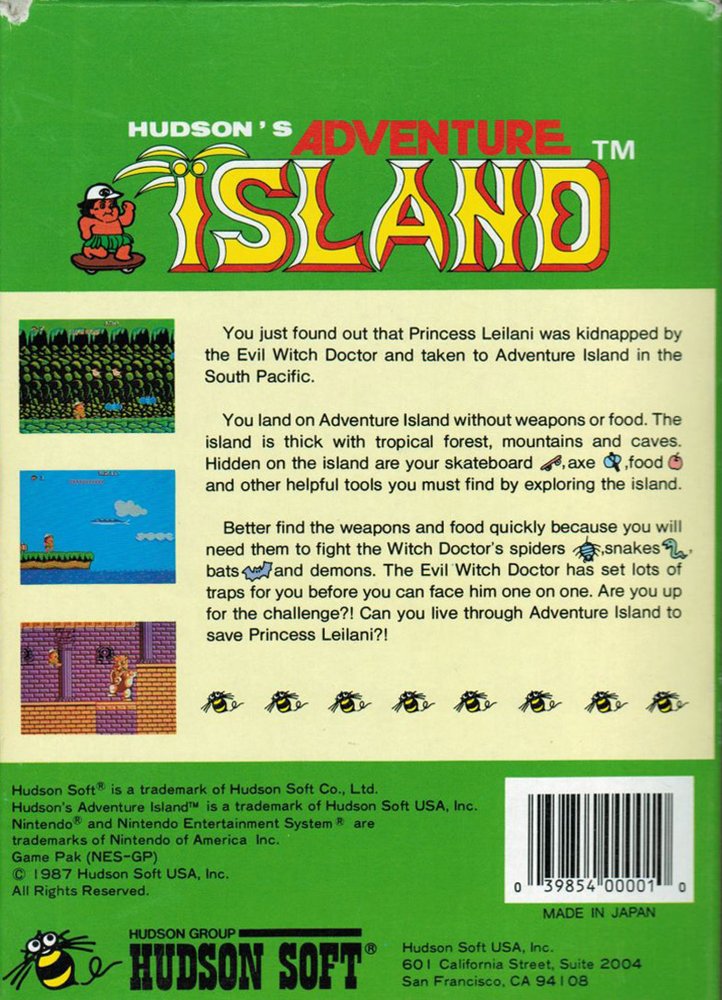 HUDSON'S ADVENTURE
ISLAND TM
You just found out that Princess Leilani was kidnapped by
the Evil Witch Doctor and taken to Adventure Island in the
South Pacific.
You land on Adventure Island without weapons or food. The
island is thick with tropical forest, mountains and caves.
Hidden on the island are your skateboard ,axe ,food
and other helpful tools you must find by exploring the island.
Better find the weapons and food quickly because you will
need them to fight the Witch Doctor's spiders ,snakes ,
bats and demons. The Evil Witch Doctor has set lots of
traps for you before you can face him one on one. Are you up
for the challenge?! Can you live through Adventure Island to
save Princess Leilani?!
Hudson Soft® is a trademark of Hudson Soft Co., Ltd.
Hudson's Adventure Island™ is a trademark of Hudson Soft USA, Inc.
Nintendo® and Nintendo Entertainment System® are
trademarks of Nintendo of America Inc.
Game Pak (NES-GP)
© 1987 Hudson Soft USA, Inc.
All Rights Reserved.
0 39854 00001 0
MADE IN JAPAN
HUDSON GROUP
HUDSON SOFT®
Hudson Soft USA, Inc.
601 California Street, Suite 2004
San Francisco, CA 94108